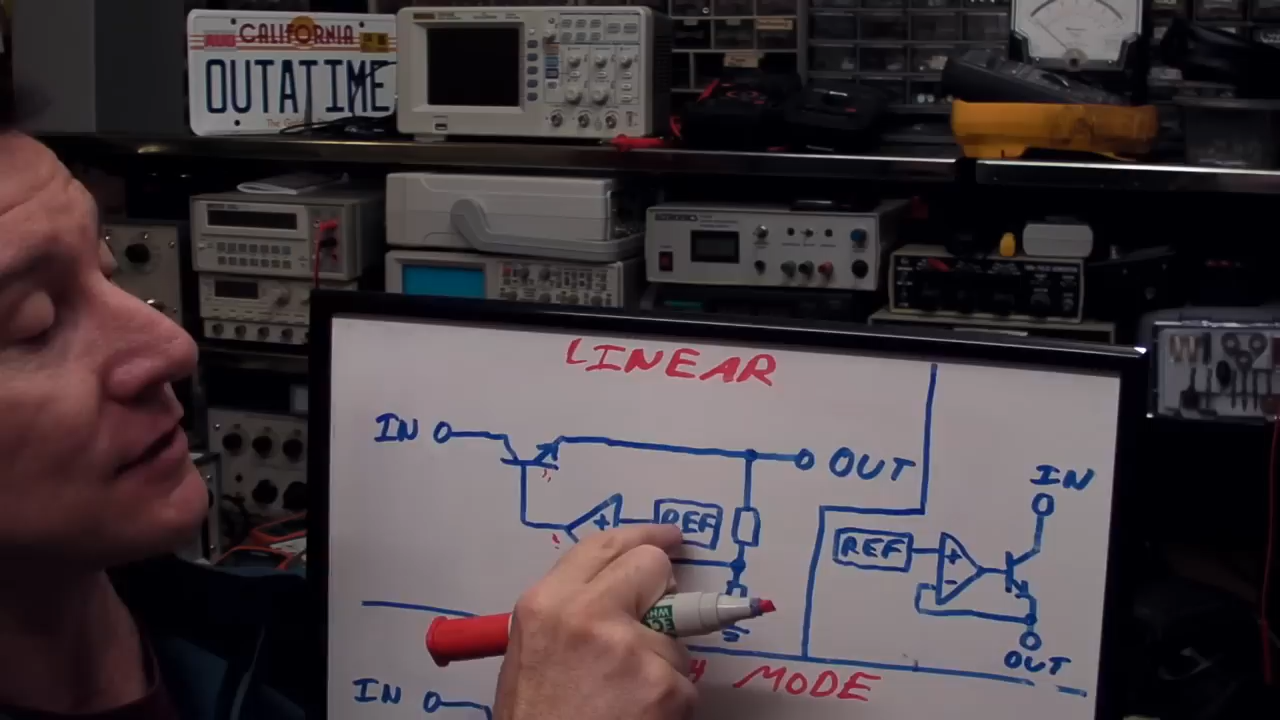 CALIFORNIA
OUTATIME
LINEAR
IN
OUT
+
REF
IN
REF
+
-
OUT
MODE
IN